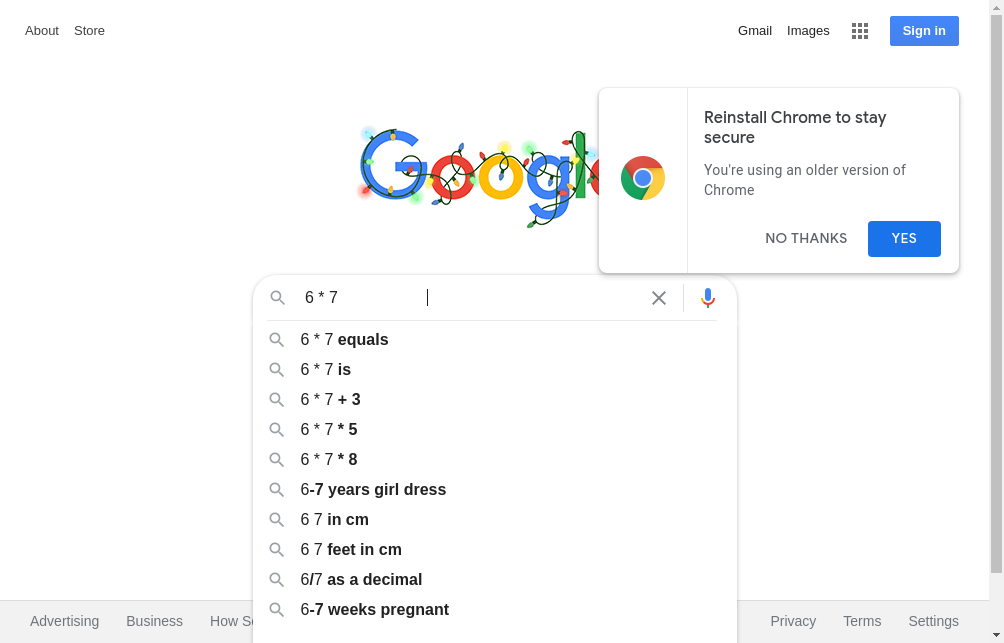 About Store Gmail Images Sign in
Google
Reinstall Chrome to stay
secure
You're using an older version of
Chrome
NO THANKS YES
6 * 7
6 * 7 equals
6 * 7 is
6 * 7 + 3
6 * 7 * 5
6 * 7 * 8
6-7 years girl dress
6 7 in cm
6 7 feet in cm
6/7 as a decimal
6-7 weeks pregnant
Advertising Business How Privacy Terms Settings